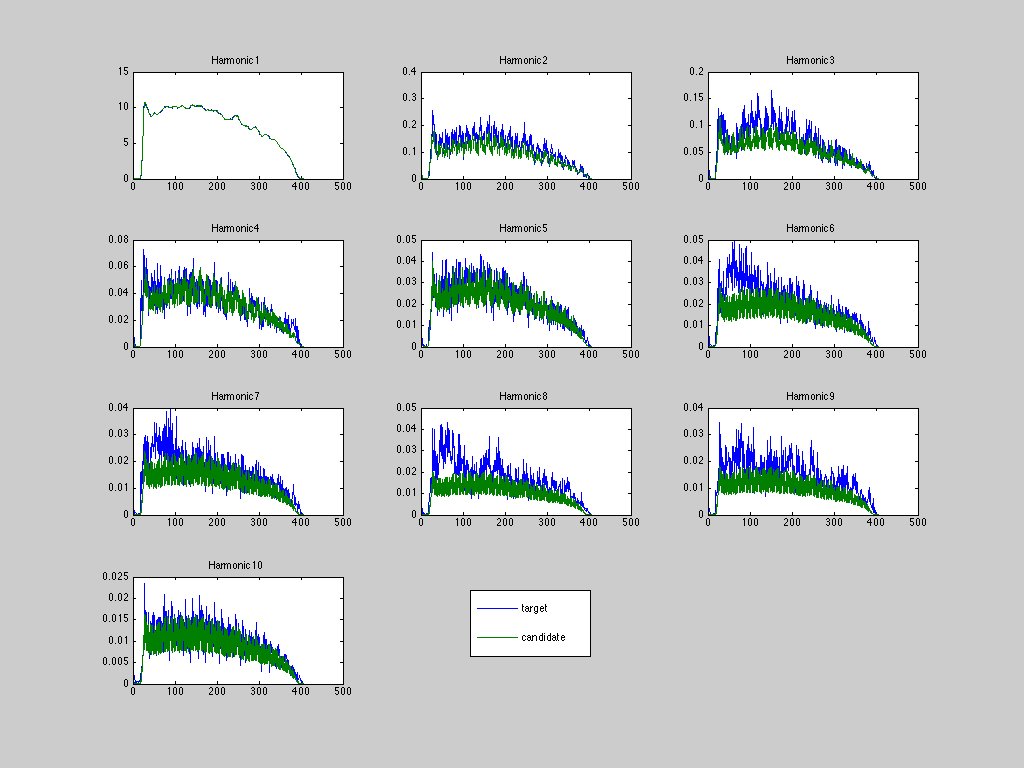 Harmonic1 Harmonic2 Harmonic3
15 0.4 0.2
0.3 0.15
10
0.2 0.1
5
0.1 0.05
0 0 0
0 100 200 300 400 500 0 100 200 300 400 500 0 100 200 300 400 500
Harmonic4 Harmonic5 Harmonic6
0.08 0.05 0.05
0.04 0.04
0.06
0.03 0.03
0.04
0.02 0.02
0.02
0.01 0.01
0 0 0
0 100 200 300 400 500 0 100 200 300 400 500 0 100 200 300 400 500
Harmonic7 Harmonic8 Harmonic9
0.04 0.05 0.04
0.04
0.03 0.03
0.03
0.02 0.02
0.02
0.01 0.01
0.01
0 0 0
0 100 200 300 400 500 0 100 200 300 400 500 0 100 200 300 400 500
Harmonic10
0.025
0.02
target
0.015
candidate
0.01
0.005
0
0 100 200 300 400 500